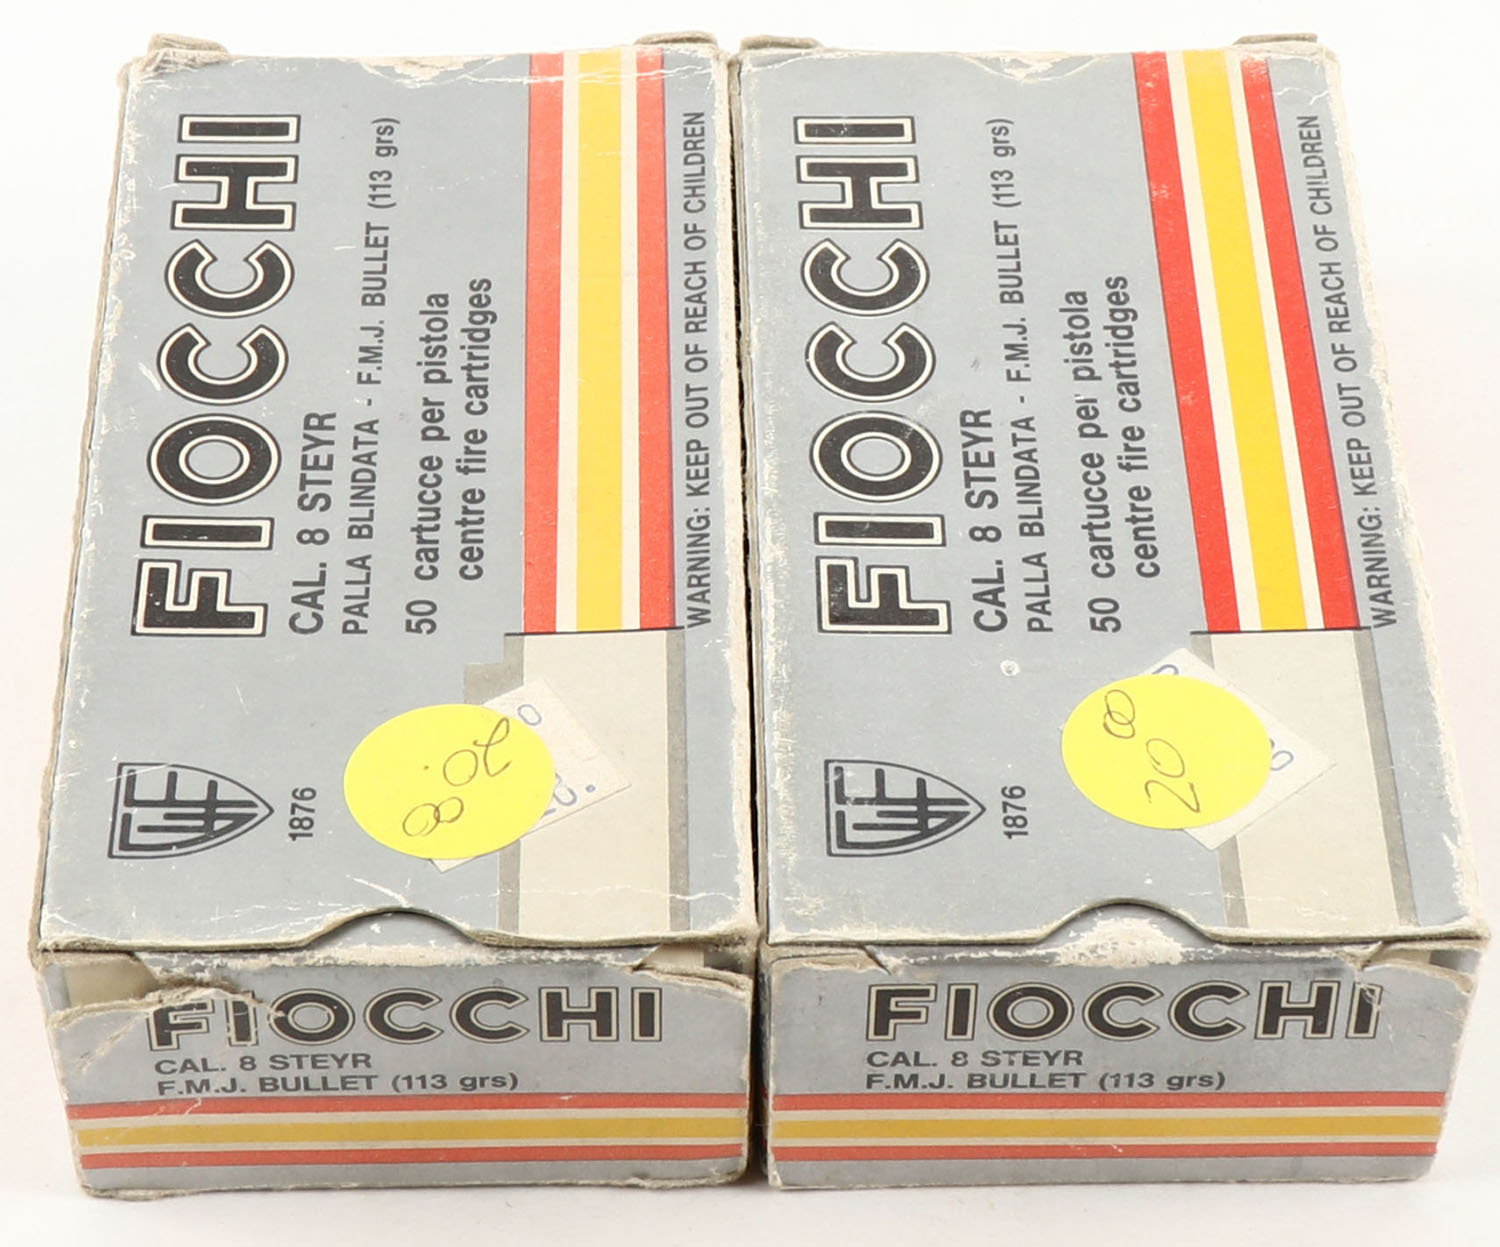 FIOCCHI
CAL. 8 STEYR
PALLA BLINDATA - F.M.J. BULLET (113 grs)
50 cartucce per pistola
centre fire cartridges
WARNING: KEEP OUT OF REACH OF CHILDREN
1876
20.
8
FIOCCHI
CAL. 8 STEYR
F.M.J. BULLET (113 grs)
FIOCCHI
CAL. 8 STEYR
PALLA BLINDATA - F.M.J. BULLET (113 grs)
50 cartucce per pistola
centre fire cartridges
WARNING: KEEP OUT OF REACH OF CHILDREN
1876
20 00
FIOCCHI
CAL. 8 STEYR
F.M.J. BULLET (113 grs)